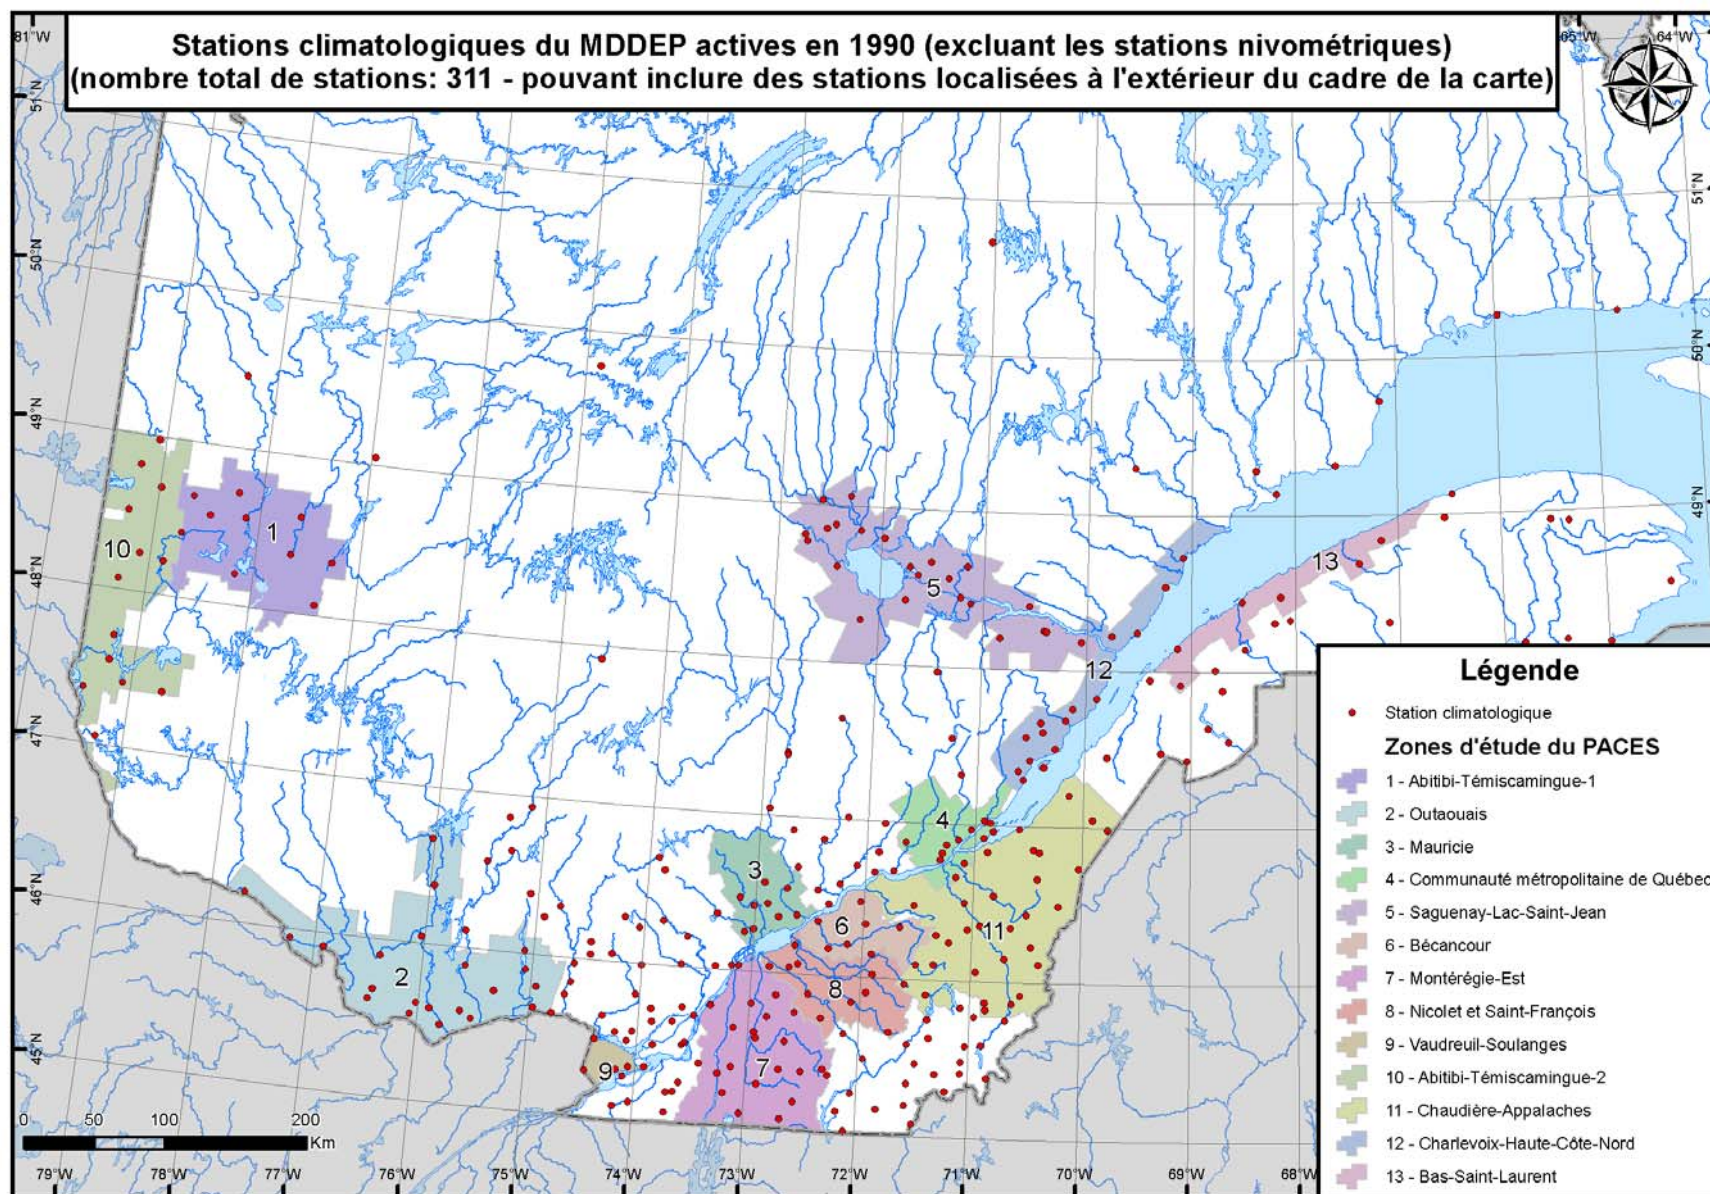 Stations climatologiques du MDDEP actives en 1990 (excluant les stations nivométriques)
(nombre total de stations: 311 - pouvant inclure des stations localisées à l'extérieur du cadre de la carte)
81°W
65°W
64°W
51°N
50°N
49°N
48°N
47°N
46°N
45°N
51°N
50°N
49°N
1
10
5
13
12
4
3
6
11
2
8
7
9
Légende
Station climatologique
Zones d'étude du PACES
1 - Abitibi-Témiscamingue-1
2 - Outaouais
3 - Mauricie
4 - Communauté métropolitaine de Québec
5 - Saguenay-Lac-Saint-Jean
6 - Bécancour
7 - Montérégie-Est
8 - Nicolet et Saint-François
9 - Vaudreuil-Soulanges
10 - Abitibi-Témiscamingue-2
11 - Chaudière-Appalaches
12 - Charlevoix-Haute-Côte-Nord
13 - Bas-Saint-Laurent
0 50 100 200
Km
79°W 78°W 77°W 76°W 75°W 74°W 73°W 72°W 71°W 70°W 69°W 68°W